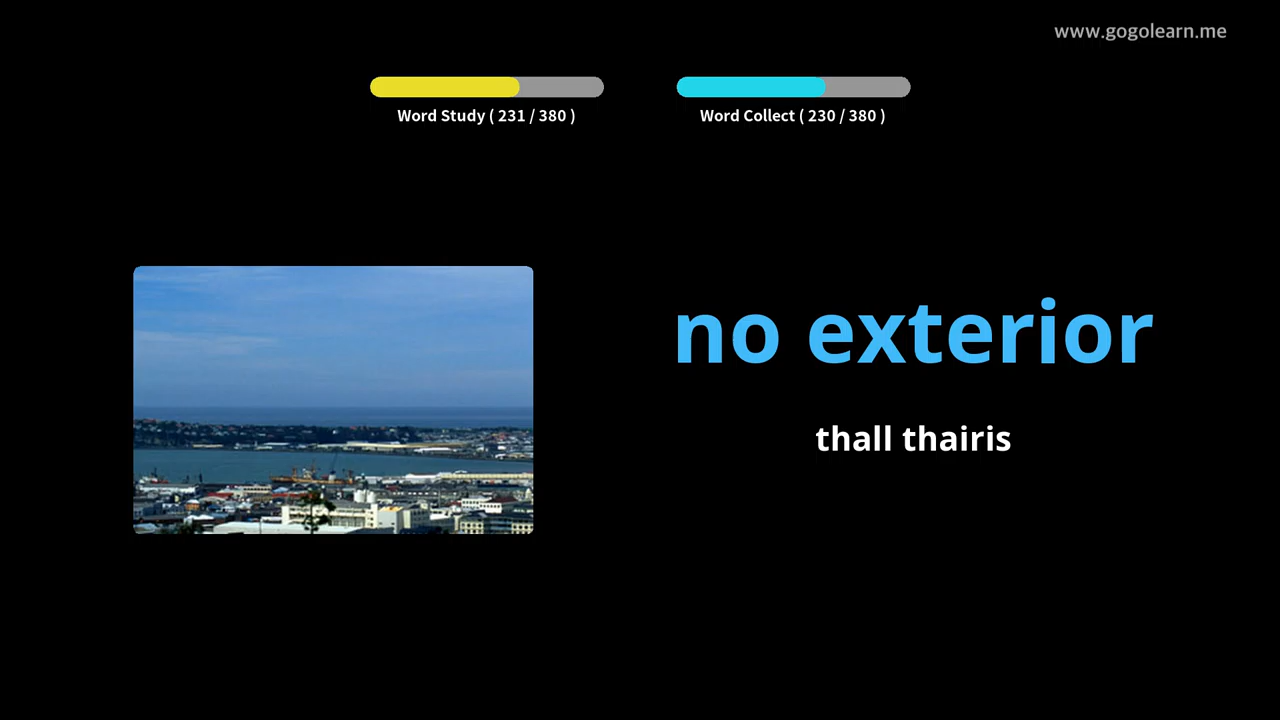 www.gogolearn.me
Word Study ( 231 / 380 )
Word Collect ( 230 / 380 )
no exterior
thall thairis